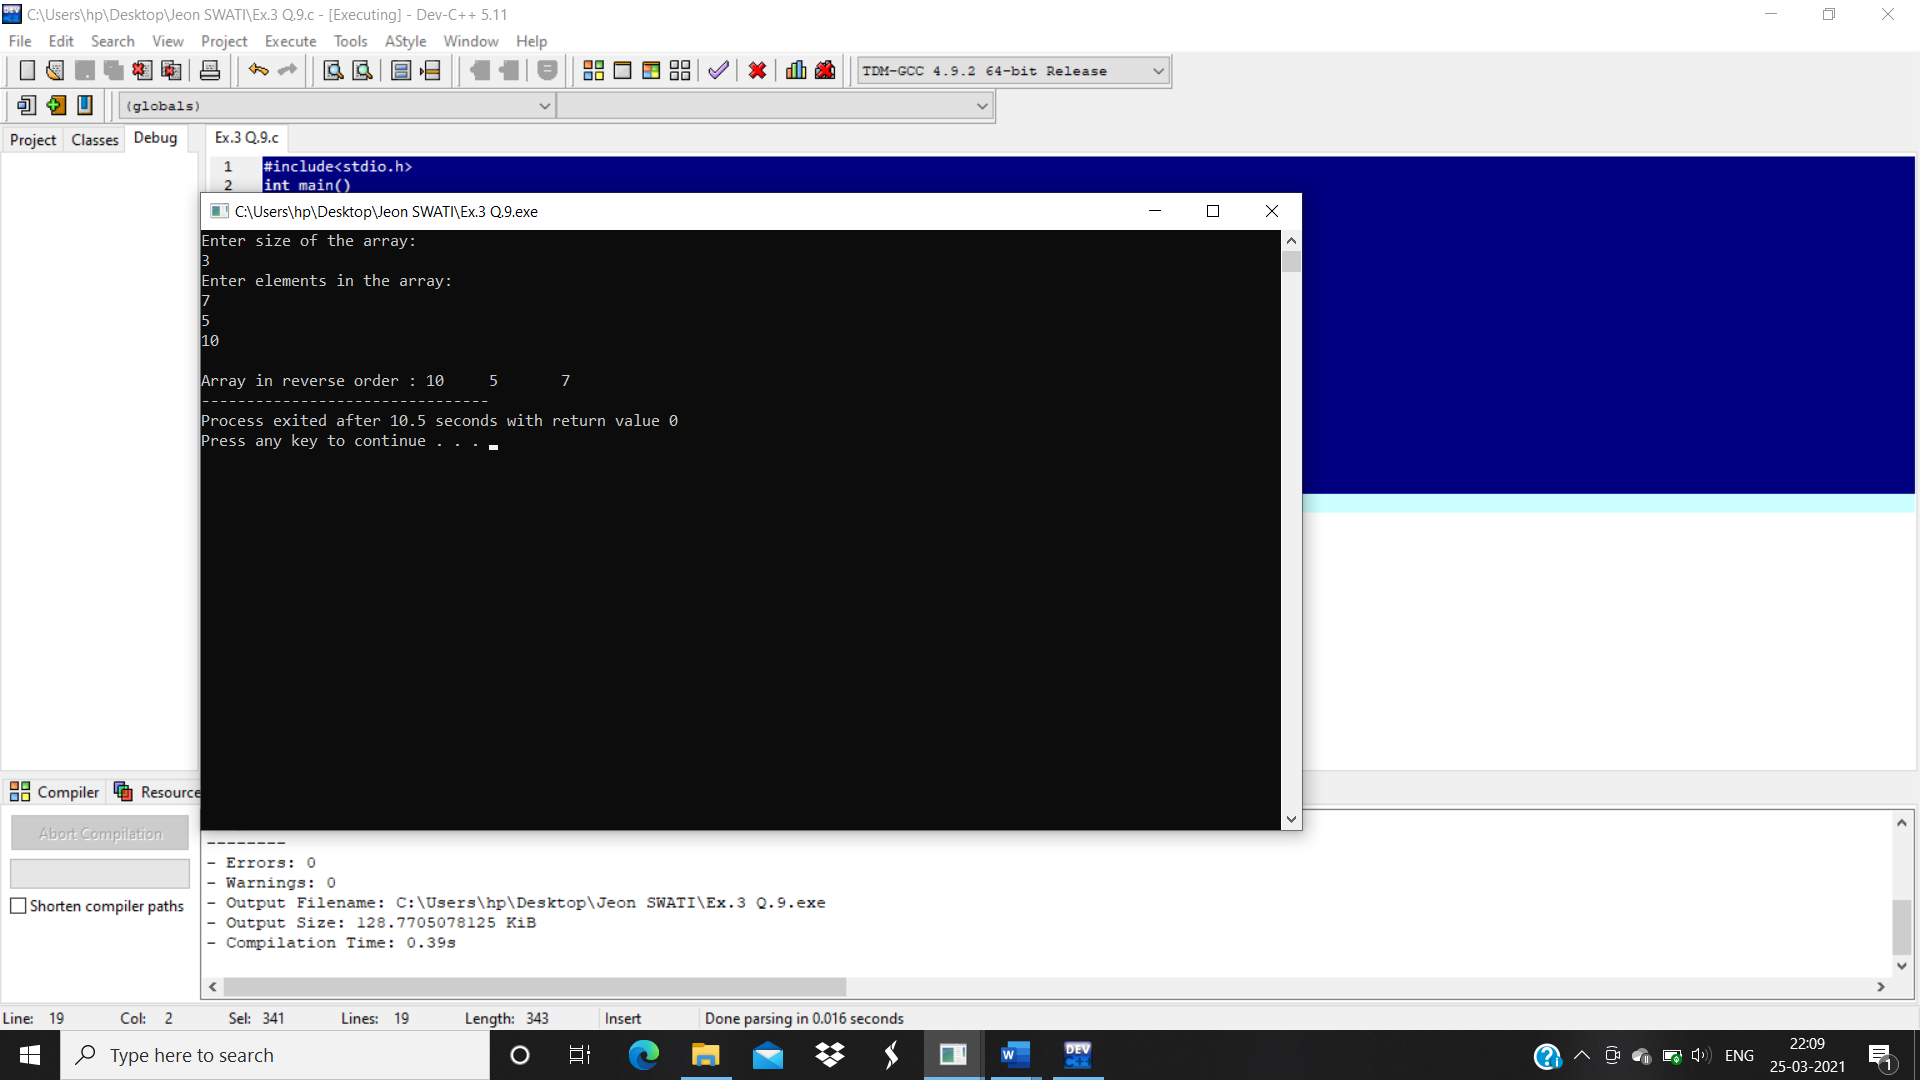 C:\Users\hp\Desktop\Jeon SWATI\Ex.3 Q.9.c - [Executing] - Dev-C++ 5.11
File Edit Search View Project Execute Tools AStyle Window Help
TDM-GCC 4.9.2 64-bit Release
(globals)
Project Classes Debug
Ex.3 Q.9.c
1 #include<stdio.h>
2 int main()
C:\Users\hp\Desktop\Jeon SWATI\Ex.3 Q.9.exe
Enter size of the array:
3
Enter elements in the array:
7
5
10
Array in reverse order : 10 5 7
--------------------------------
Process exited after 10.5 seconds with return value 0
Press any key to continue . . .
Compiler Resource
Abort Compilation
Shorten compiler paths
--------
- Errors: 0
- Warnings: 0
- Output Filename: C:\Users\hp\Desktop\Jeon SWATI\Ex.3 Q.9.exe
- Output Size: 128.7705078125 KiB
- Compilation Time: 0.39s
Line: 19 Col: 2 Sel: 341 Lines: 19 Length: 343 Insert Done parsing in 0.016 seconds
Type here to search
DEV C++
ENG
22:09
25-03-2021
1